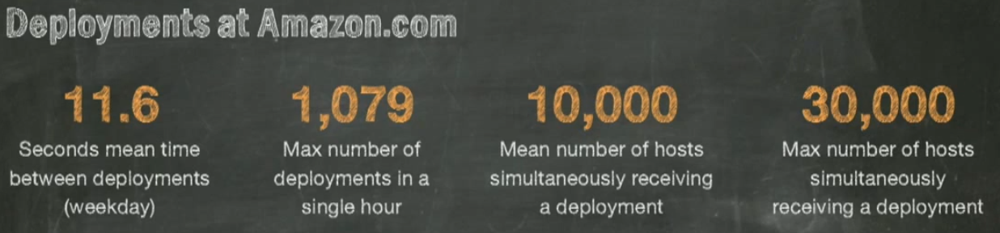 Deployments at Amazon.com
11.6
Seconds mean time
between deployments
(weekday)
1,079
Max number of
deployments in a
single hour
10,000
Mean number of hosts
simultaneously receiving
a deployment
30,000
Max number of hosts
simultaneously
receiving a deployment